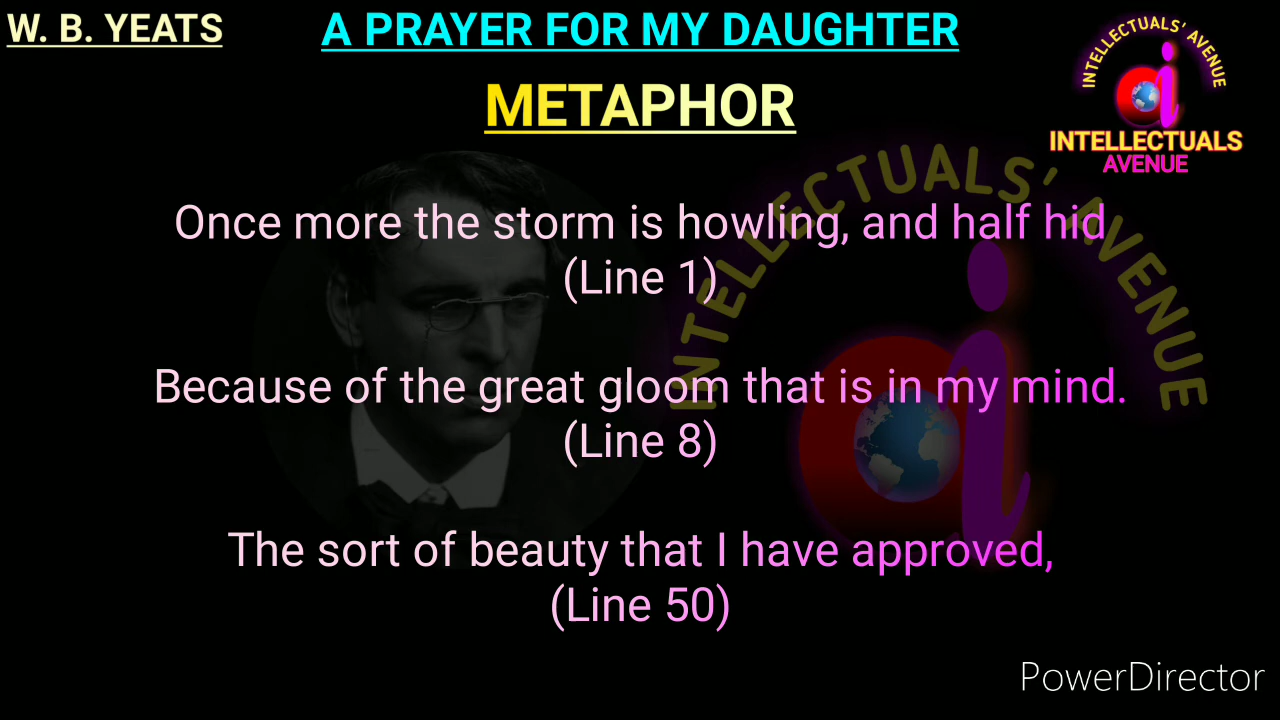 W. B. YEATS
A PRAYER FOR MY DAUGHTER
INTELLECTUALS' AVENUE
INTELLECTUALS
AVENUE
METAPHOR
INTELLECTUALS' AVENUE
Once more the storm is howling, and half hid
(Line 1)
Because of the great gloom that is in my mind.
(Line 8)
The sort of beauty that I have approved,
(Line 50)
PowerDirector